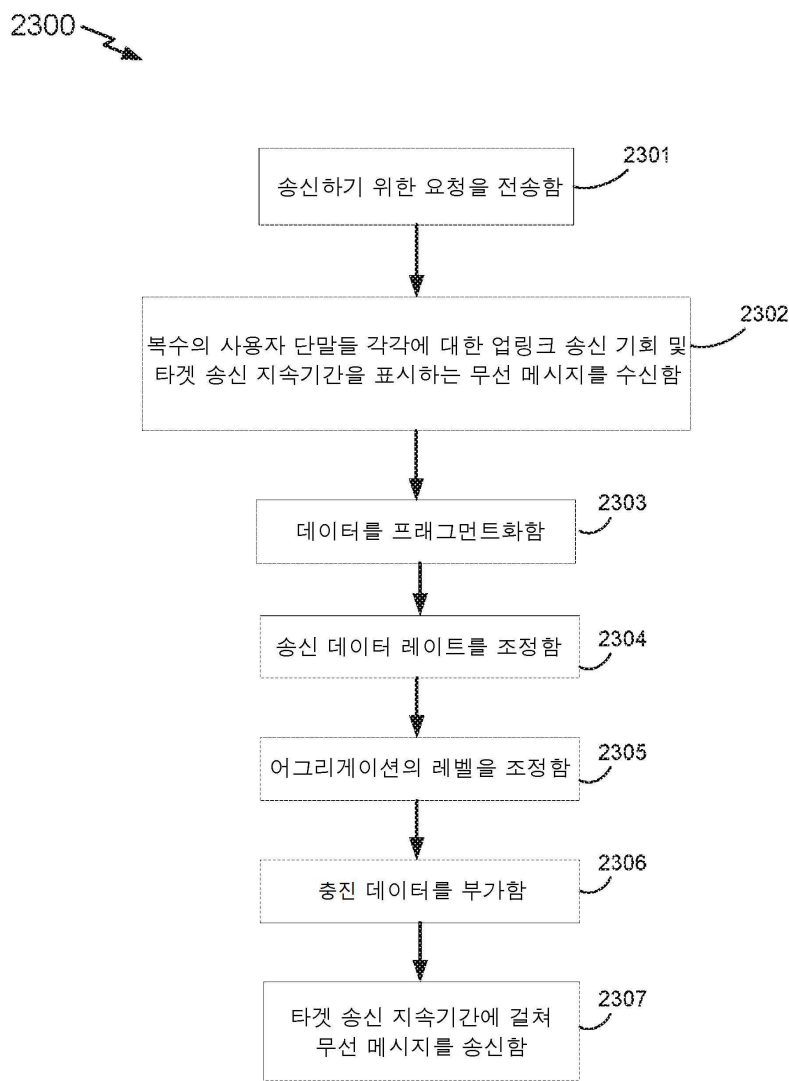 2300
2301
송신하기 위한 요청을 전송함
2302
복수의 사용자 단말들 각각에 대한 업링크 송신 기회 및
타겟 송신 지속기간을 표시하는 무선 메시지를 수신함
2303
데이터를 프래그먼트화함
2304
송신 데이터 레이트를 조정함
2305
어그리게이션의 레벨을 조정함
2306
충진 데이터를 부가함
2307
타겟 송신 지속기간에 걸쳐
무선 메시지를 송신함